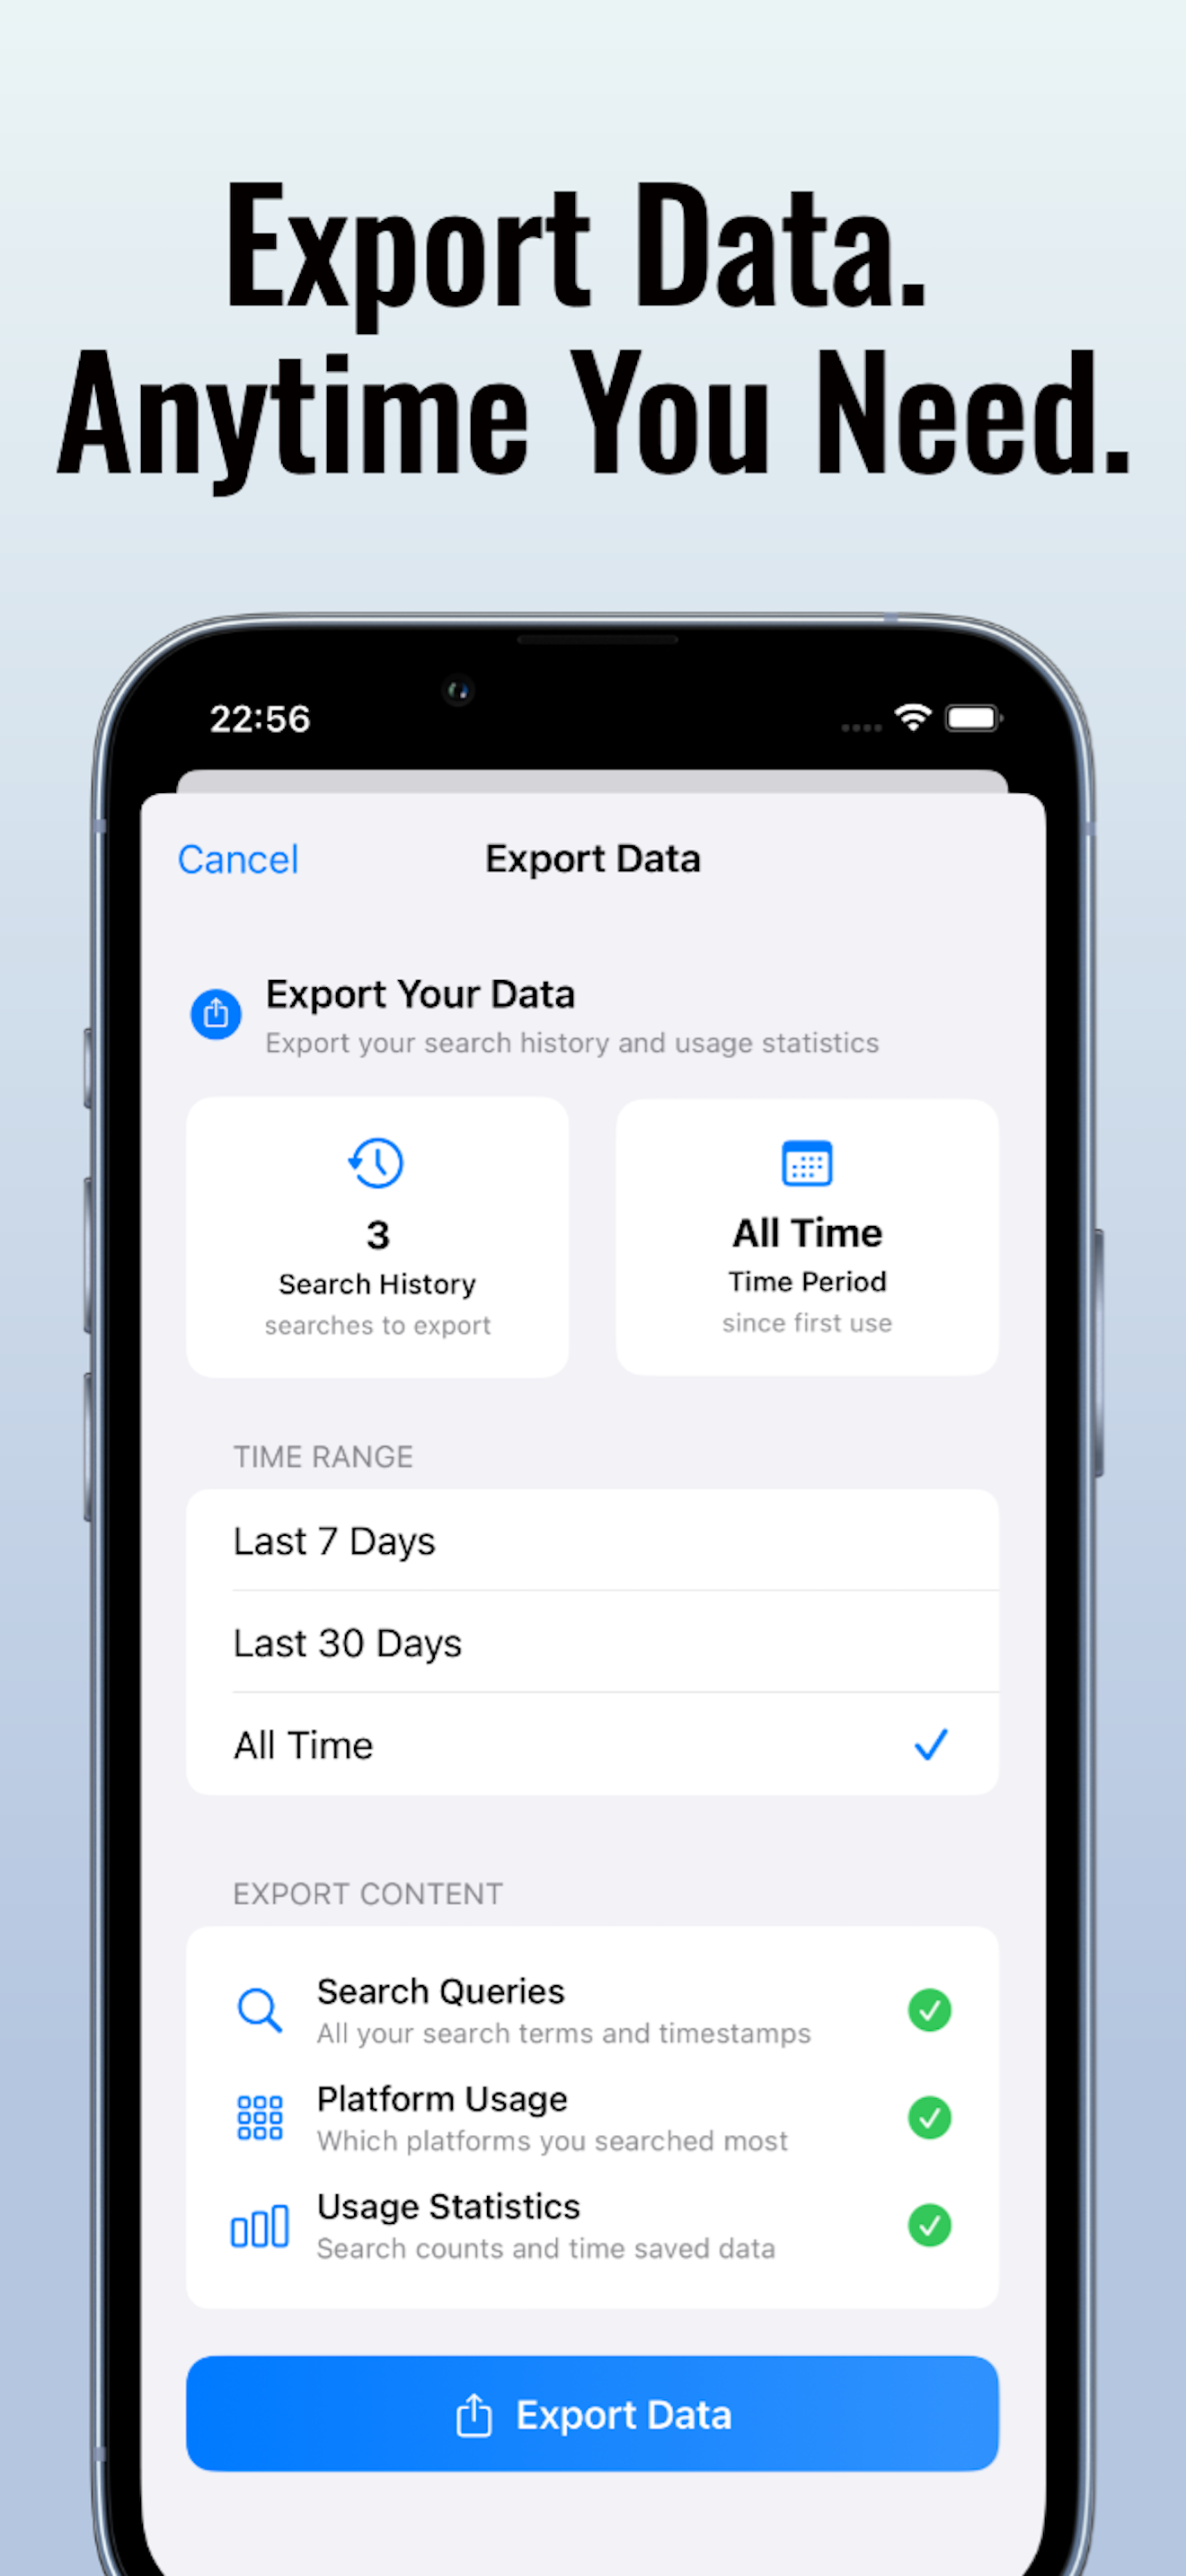 Export Data.
Anytime You Need.
22:56
Cancel
Export Data
Export Your Data
Export your search history and usage statistics
3
Search History
searches to export
All Time
Time Period
since first use
TIME RANGE
Last 7 Days
Last 30 Days
All Time
EXPORT CONTENT
Search Queries
All your search terms and timestamps
Platform Usage
Which platforms you searched most
Usage Statistics
Search counts and time saved data
Export Data